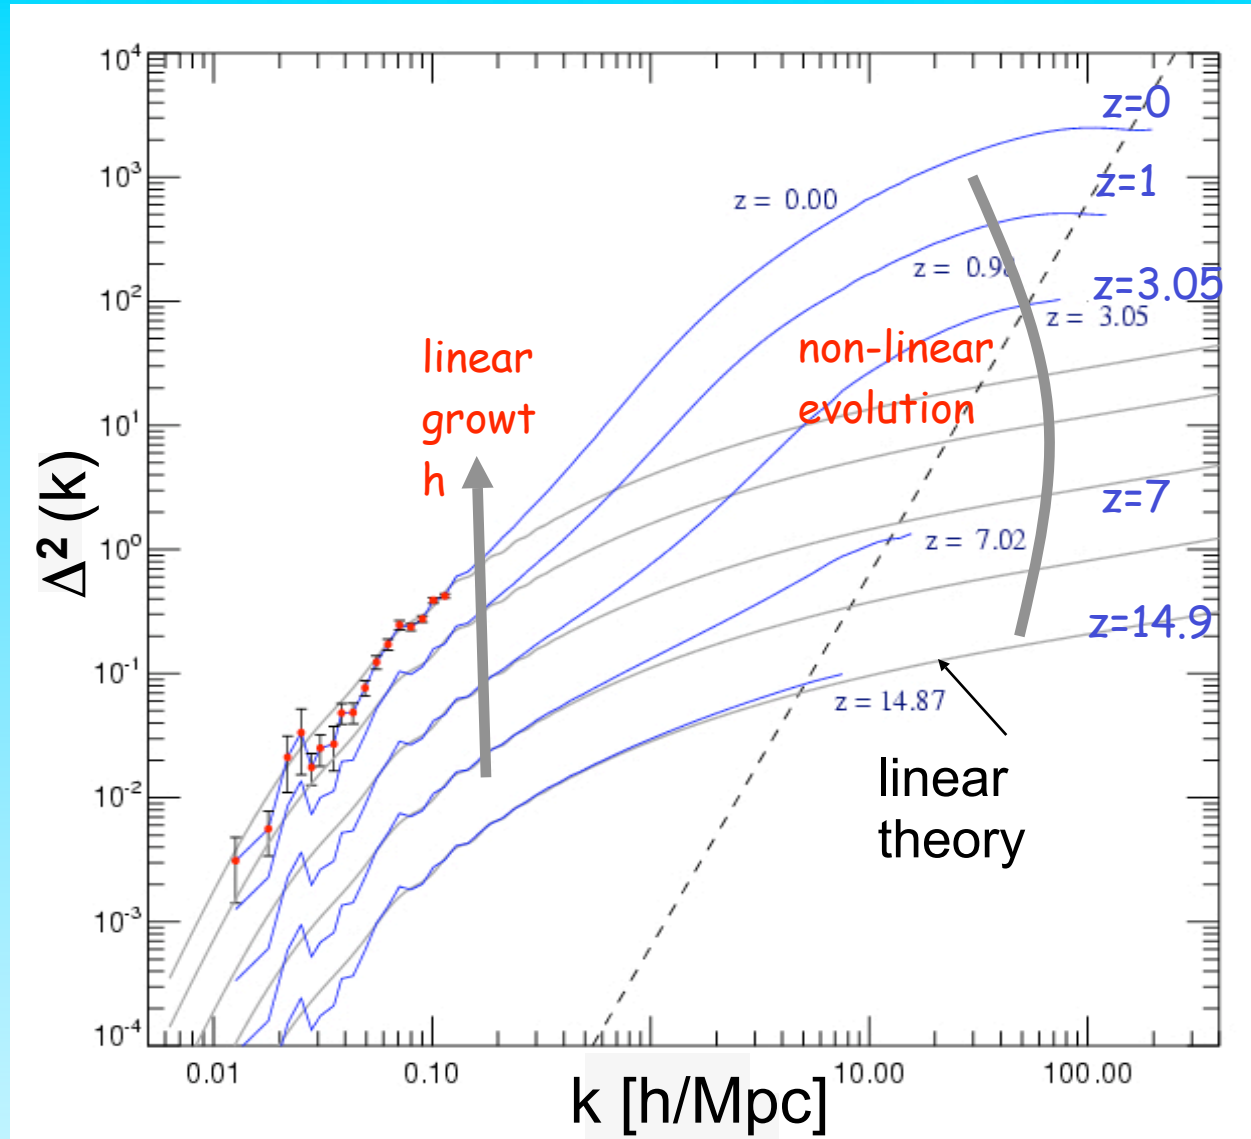 10⁴
10³
10²
10¹
10⁰
10⁻¹
10⁻²
10⁻³
10⁻⁴
Δ² (k)
z=0
z=1
z = 0.00
z = 0.98
z=3.05
z = 3.05
linear
growt
h
non-linear
evolution
z=7
z = 7.02
z=14.9
z = 14.87
linear
theory
0.01
0.10
10.00
100.00
k [h/Mpc]